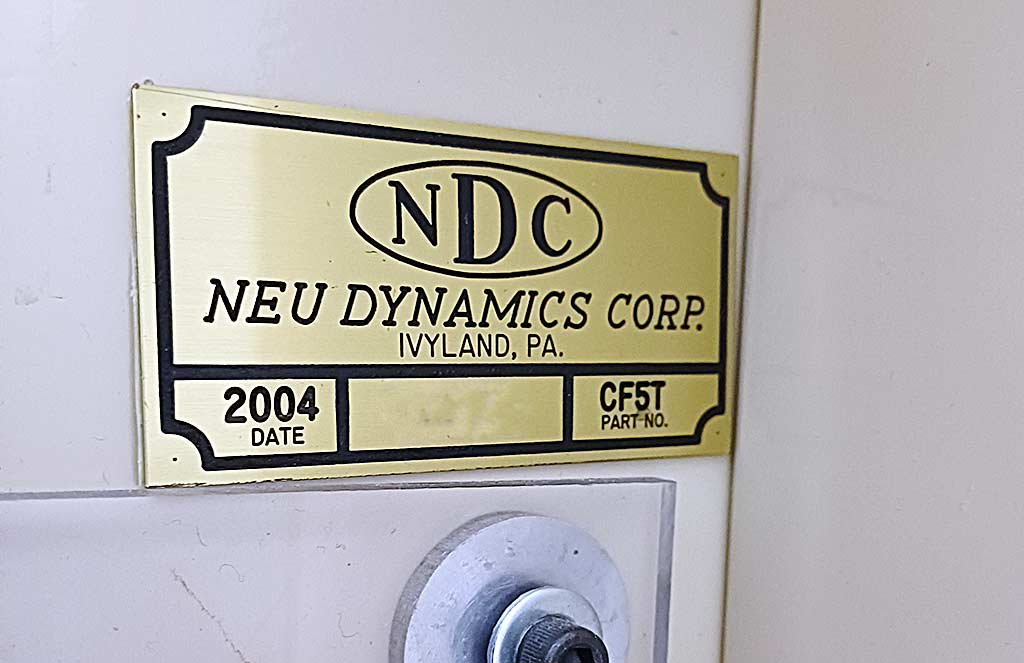 NDC
NEU DYNAMICS CORP.
IVYLAND, PA.
2004
DATE
CF5T
PART NO.